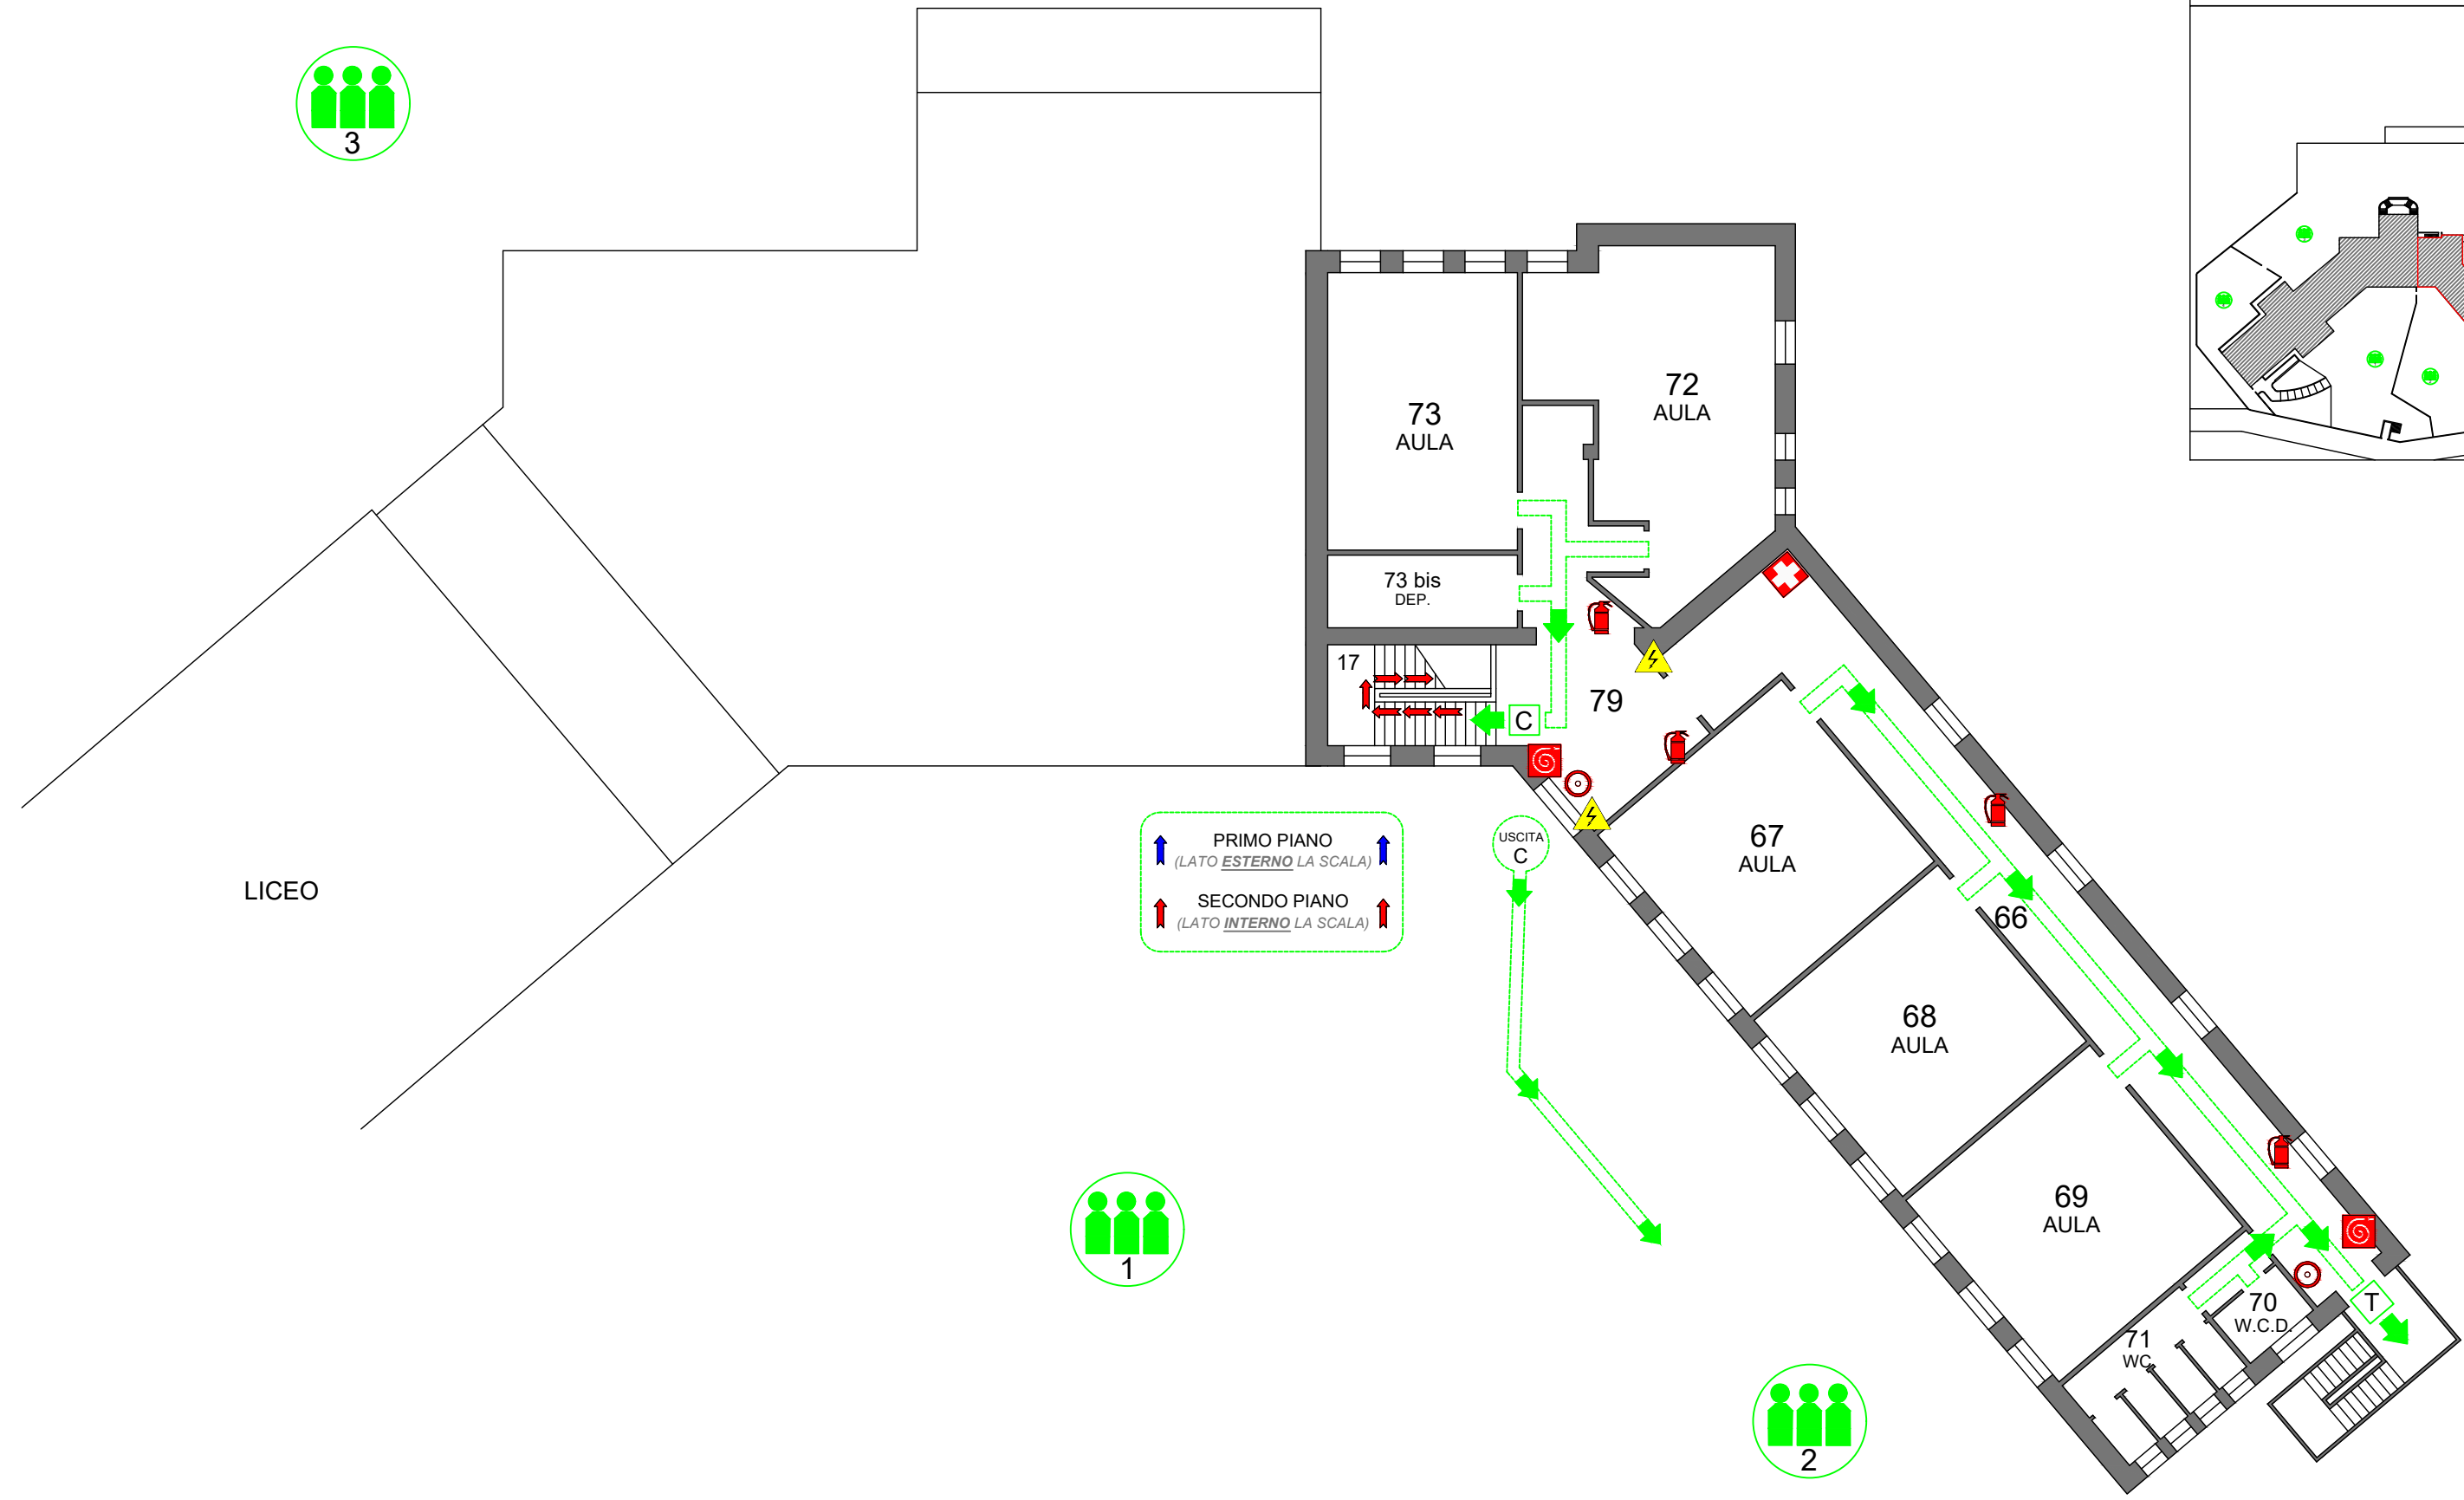 3
72
AULA
73
AULA
73 bis
DEP.
17
79
C
67
AULA
USCITA
C
PRIMO PIANO
(LATO ESTERNO LA SCALA)
SECONDO PIANO
(LATO INTERNO LA SCALA)
LICEO
66
68
AULA
69
AULA
1
70
W.C.D.
T
71
WC
2